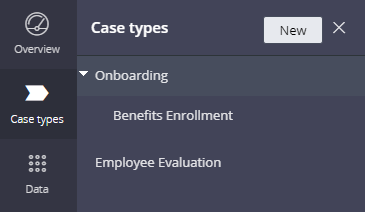 Overview
Case types
Data
Case types
New
Onboarding
Benefits Enrollment
Employee Evaluation